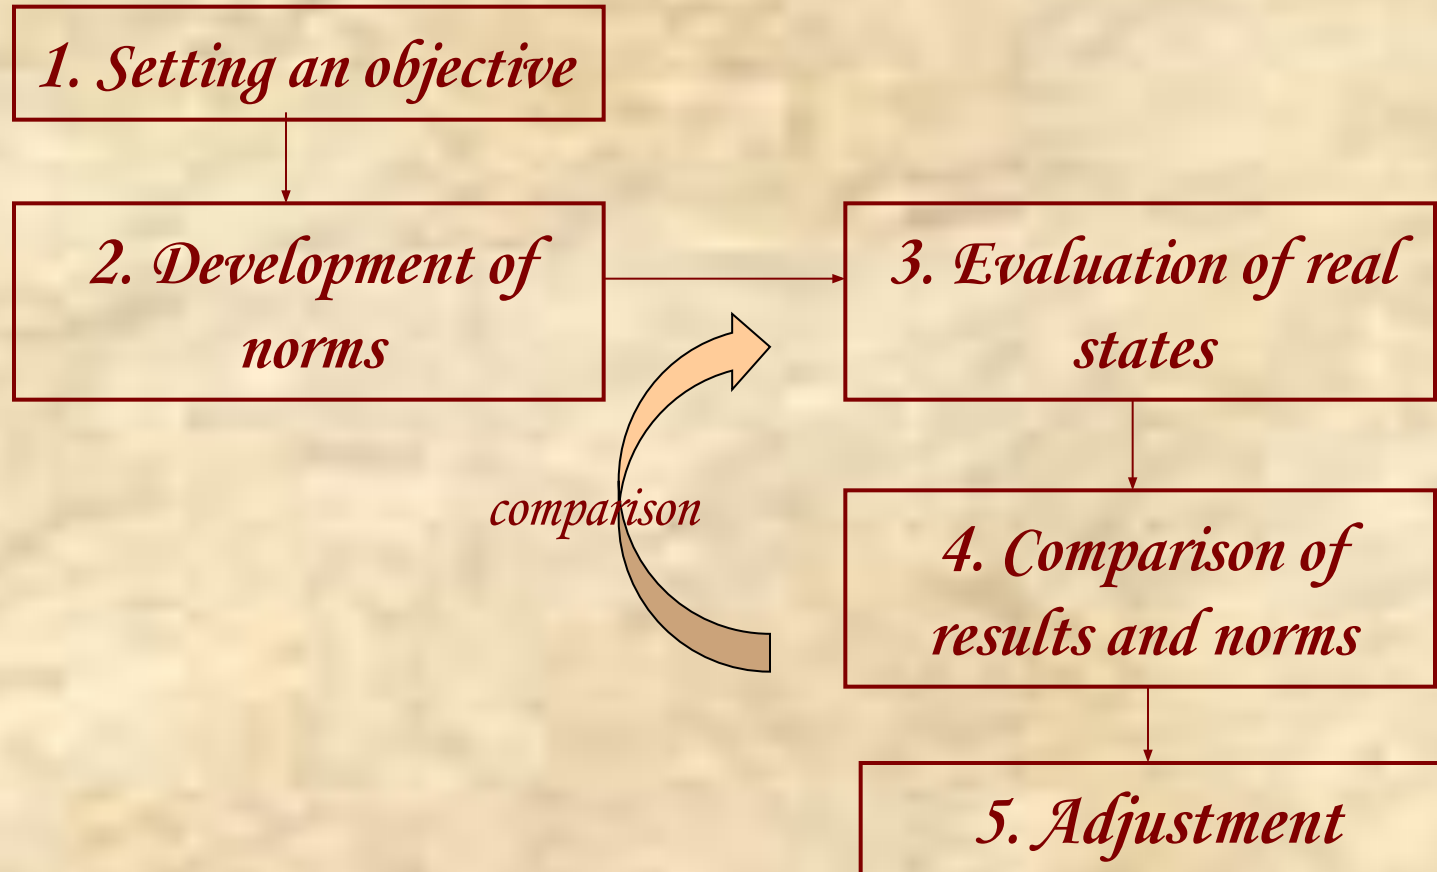 1. Setting an objective
2. Development of
norms
3. Evaluation of real
states
comparison
4. Comparison of
results and norms
5. Adjustment